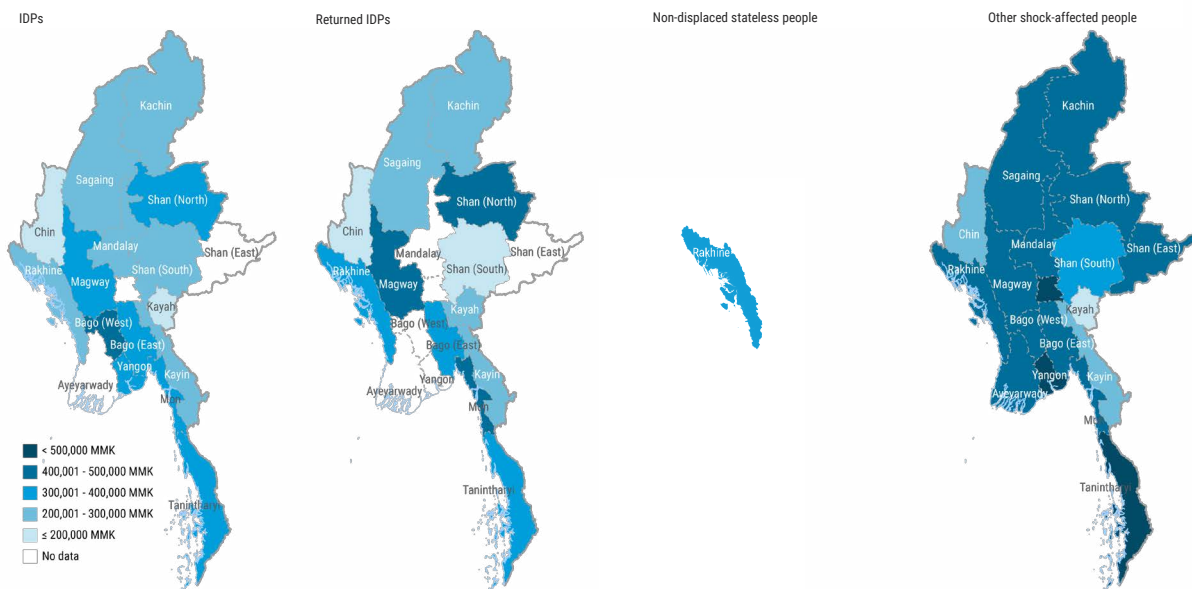 IDPs
Returned IDPs
Non-displaced stateless people
Other shock-affected people
Kachin
Sagaing
Shan (North)
Chin
Mandalay
Shan (East)
Rakhine
Shan (South)
Magway
Kayah
Bago (West)
Bago (East)
Yangon
Kayin
Ayeyarwady
Mon
Tanintharyi
Kachin
Sagaing
Shan (North)
Chin
Mandalay
Shan (East)
Rakhine
Shan (South)
Magway
Kayah
Bago (West)
Bago (East)
Yangon
Kayin
Ayeyarwady
Mon
Tanintharyi
Rakhine
Kachin
Sagaing
Shan (North)
Chin
Mandalay
Shan (East)
Rakhine
Shan (South)
Magway
Kayah
Bago (West)
Bago (East)
Yangon
Kayin
Ayeyarwady
Mon
Tanintharyi
< 500,000 MMK
400,001 - 500,000 MMK
300,001 - 400,000 MMK
200,001 - 300,000 MMK
≤ 200,000 MMK
No data